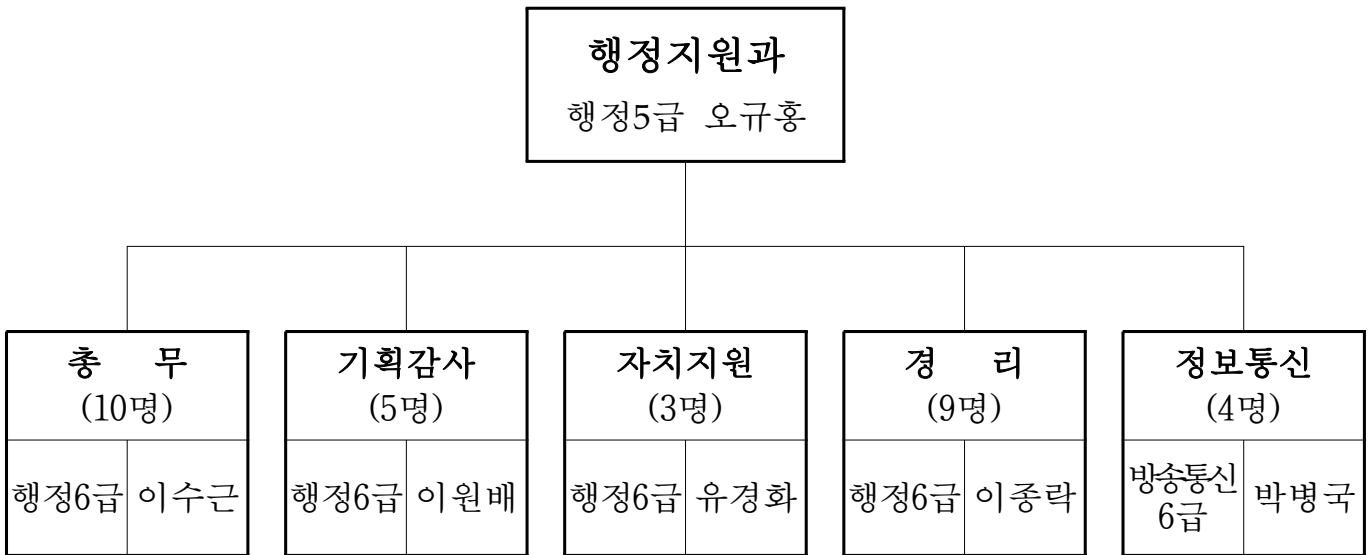 행정지원과
행정5급 오규홍
총 무
(10명)
행정6급 이수근
기획감사
(5명)
행정6급 이원배
자치지원
(3명)
행정6급 유경화
경 리
(9명)
행정6급 이종락
정보통신
(4명)
방송통신
6급
박병국